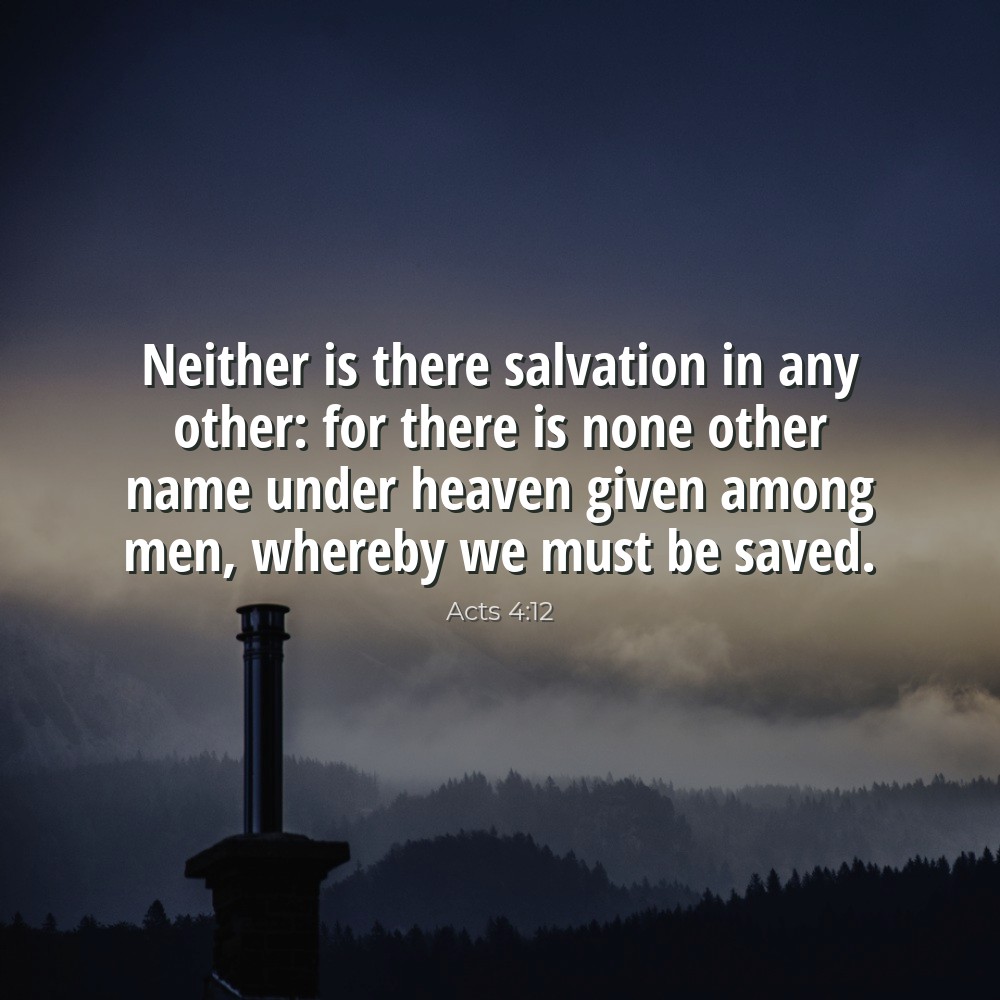 Neither is there salvation in any
other: for there is none other
name under heaven given among
men, whereby we must be saved.
Acts 4:12